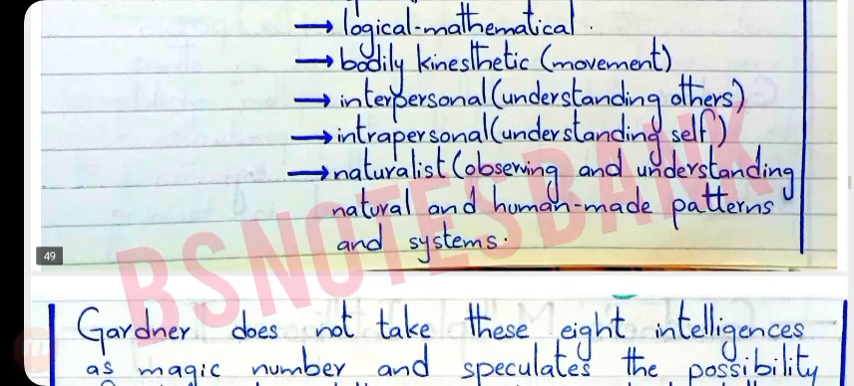 → logical-mathematical.
→ bodily kinesthetic (movement)
→ interpersonal (understanding others)
→ intrapersonal (understanding self)
→ naturalist (observing and understanding
natural and human-made patterns
and systems.
49
BSNOTESBANK
Gardner does not take these eight intelligences
as magic number and speculates the possibility